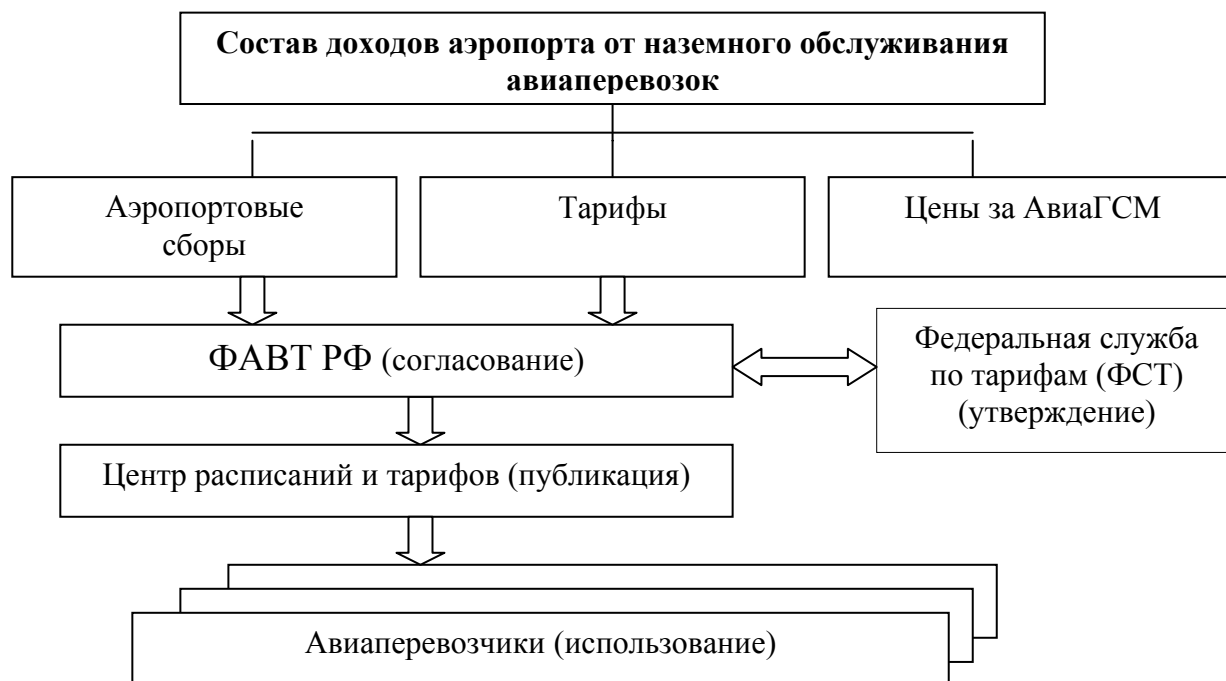 Состав доходов аэропорта от наземного обслуживания
авиаперевозок
Аэропортовые
сборы
Тарифы
Цены за АвиаГСМ
ФАВТ РФ (согласование)
Федеральная служба
по тарифам (ФСТ)
(утверждение)
Центр расписаний и тарифов (публикация)
Авиаперевозчики (использование)